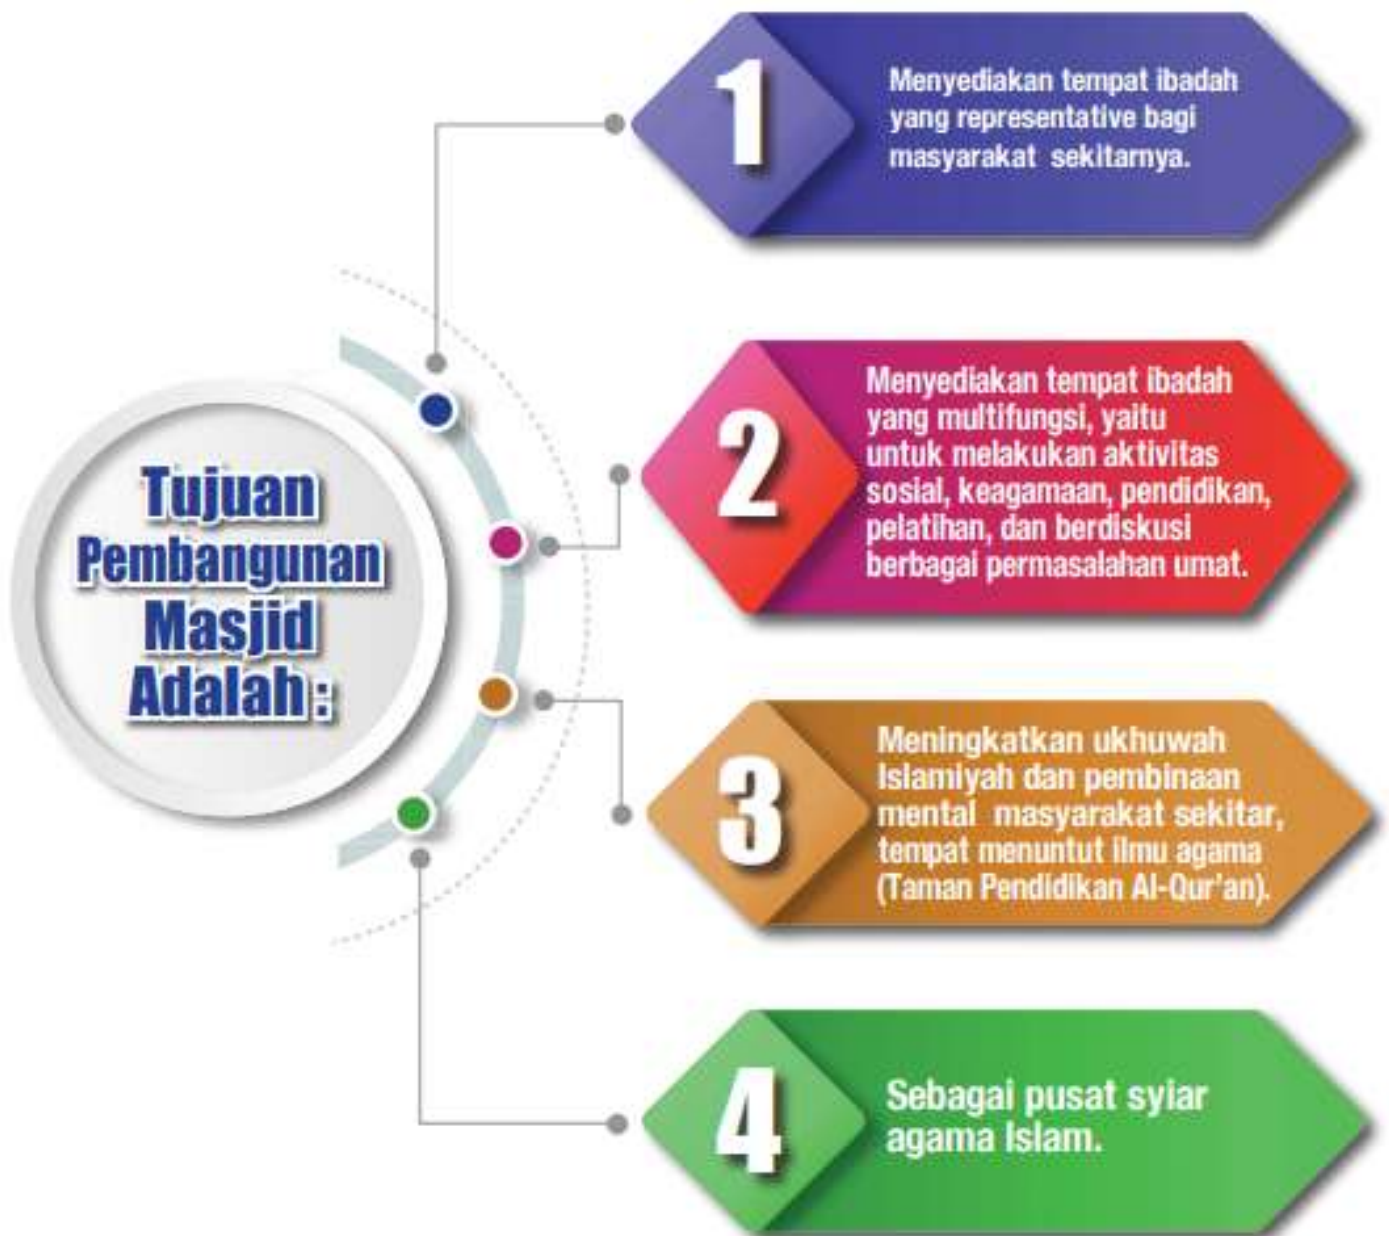 Tujuan
Pembangunan
Masjid
Adalah :
1
Menyediakan tempat ibadah
yang representative bagi
masyarakat sekitarnya.
2
Menyediakan tempat ibadah
yang multifungsi, yaitu
untuk melakukan aktivitas
sosial, keagamaan, pendidikan,
pelatihan, dan berdiskusi
berbagai permasalahan umat.
3
Meningkatkan ukhuwah
Islamiyah dan pembinaan
mental masyarakat sekitar,
tempat menuntut ilmu agama
(Taman Pendidikan Al-Qur'an).
4
Sebagai pusat syiar
agama Islam.